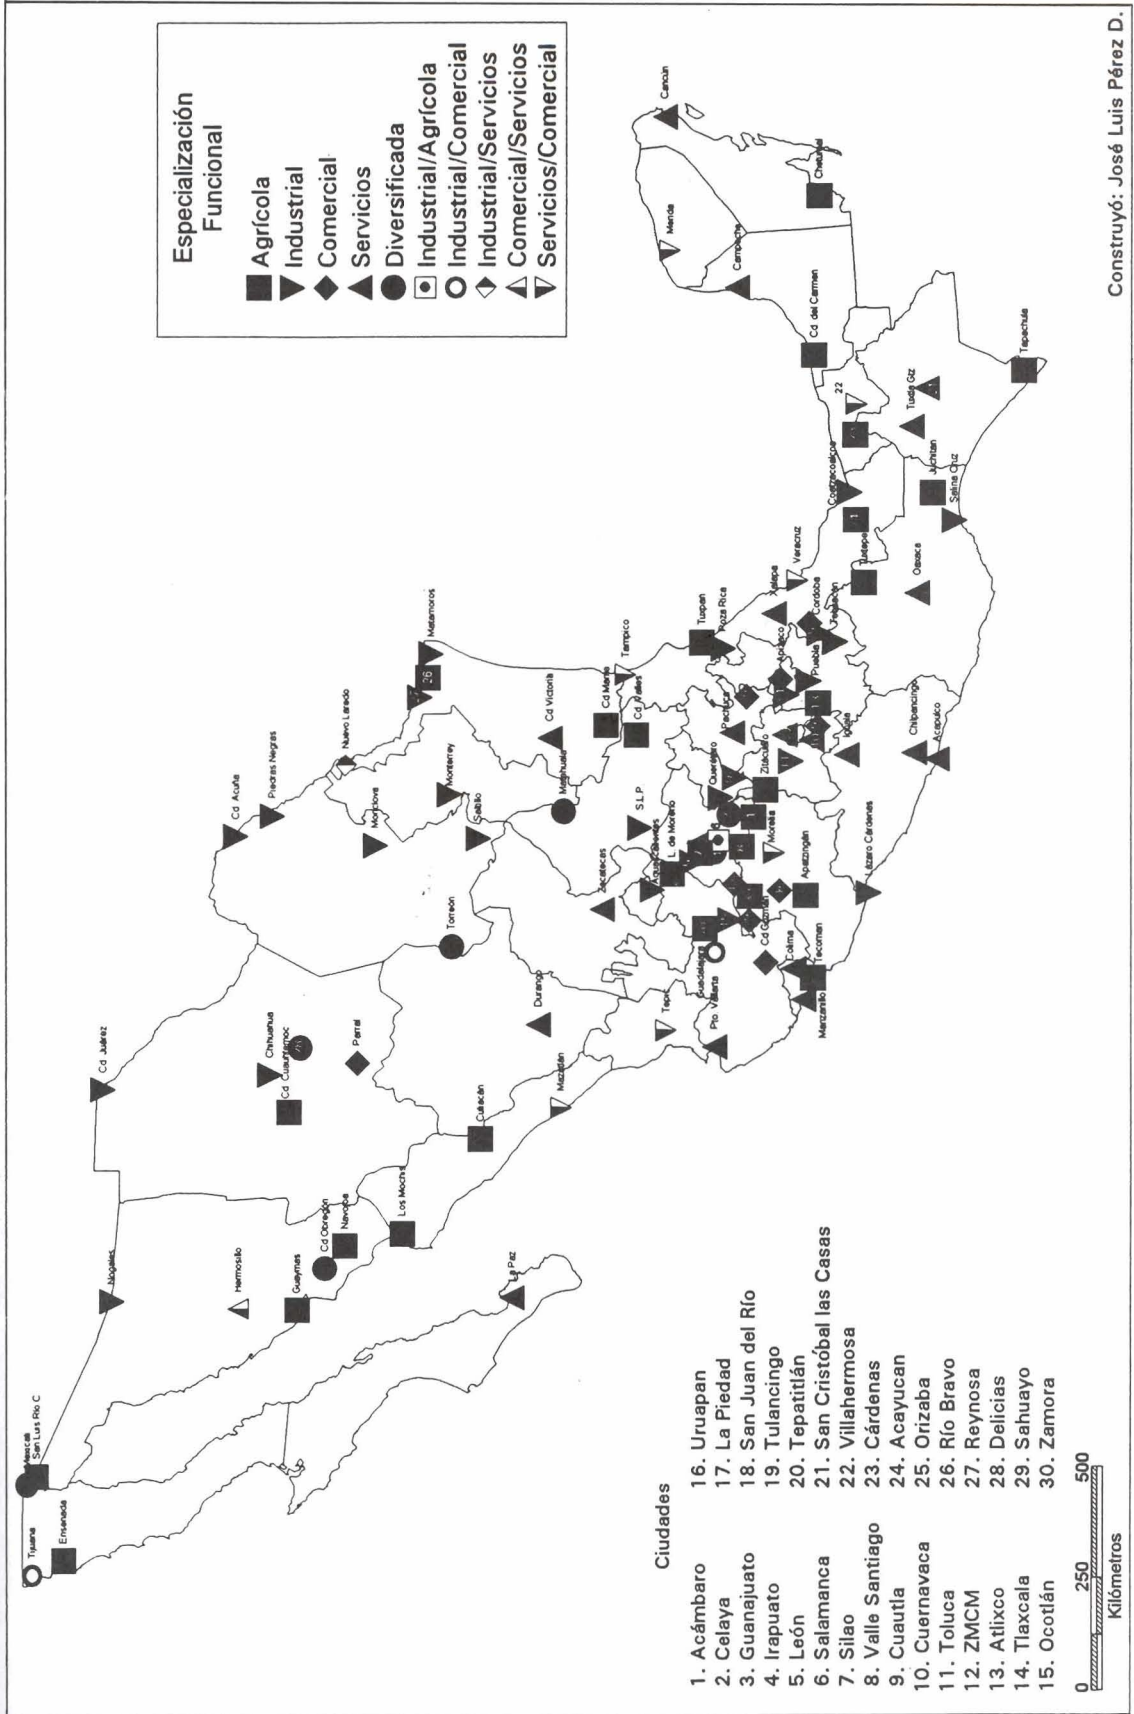 Especialización
Funcional
Agrícola
Industrial
Comercial
Servicios
Diversificada
Industrial/Agrícola
Industrial/Comercial
Industrial/Servicios
Comercial/Servicios
Servicios/Comercial
Tijuana
Ensenada
San Luis Río C
Nogales
Hermosillo
Guaymas
Cd Obregón
Navojoa
Los Mochis
La Paz
Culiacán
Mazatlán
Cd Juárez
Chihuahua
Cd Cuauhtemoc
Parral
Durango
Torreón
Cd Acuña
Piedras Negras
Nuevo Laredo
Monclova
Monterrey
Saltillo
26
Matamoros
Matehuala
Cd Victoria
Cd Mante
Cd Valles
Tampico
Zacatecas
S.L.P
Aguascalientes
L. de Moreno
Tepic
Pto Vallarta
Guadalajara
Cd Guzmán
Colima
Tecomán
Manzanillo
Apatzingán
Morelia
Lázaro Cárdenas
Querétaro
Zitácuaro
Pachuca
Apizaco
Puebla
Iguala
Chilpancingo
Acapulco
Tuxpan
Poza Rica
Xalapa
Veracruz
Córdoba
Tehuacán
Tuxtepec
Oaxaca
Coatzacoalcos
Juchitán
Salina Cruz
22
Tuxtla Gtz
Tapachula
Cd del Carmen
Campeche
Mérida
Cancún
Chetumal
Ciudades
1. Acámbaro
2. Celaya
3. Guanajuato
4. Irapuato
5. León
6. Salamanca
7. Silao
8. Valle Santiago
9. Cuautla
10. Cuernavaca
11. Toluca
12. ZMCM
13. Atlixco
14. Tlaxcala
15. Ocotlán
16. Uruapan
17. La Piedad
18. San Juan del Río
19. Tulancingo
20. Tepatitlán
21. San Cristóbal las Casas
22. Villahermosa
23. Cárdenas
24. Acayucan
25. Orizaba
26. Río Bravo
27. Reynosa
28. Delicias
29. Sahuayo
30. Zamora
0 250 500
Kilómetros
Construyó: José Luis Pérez D.